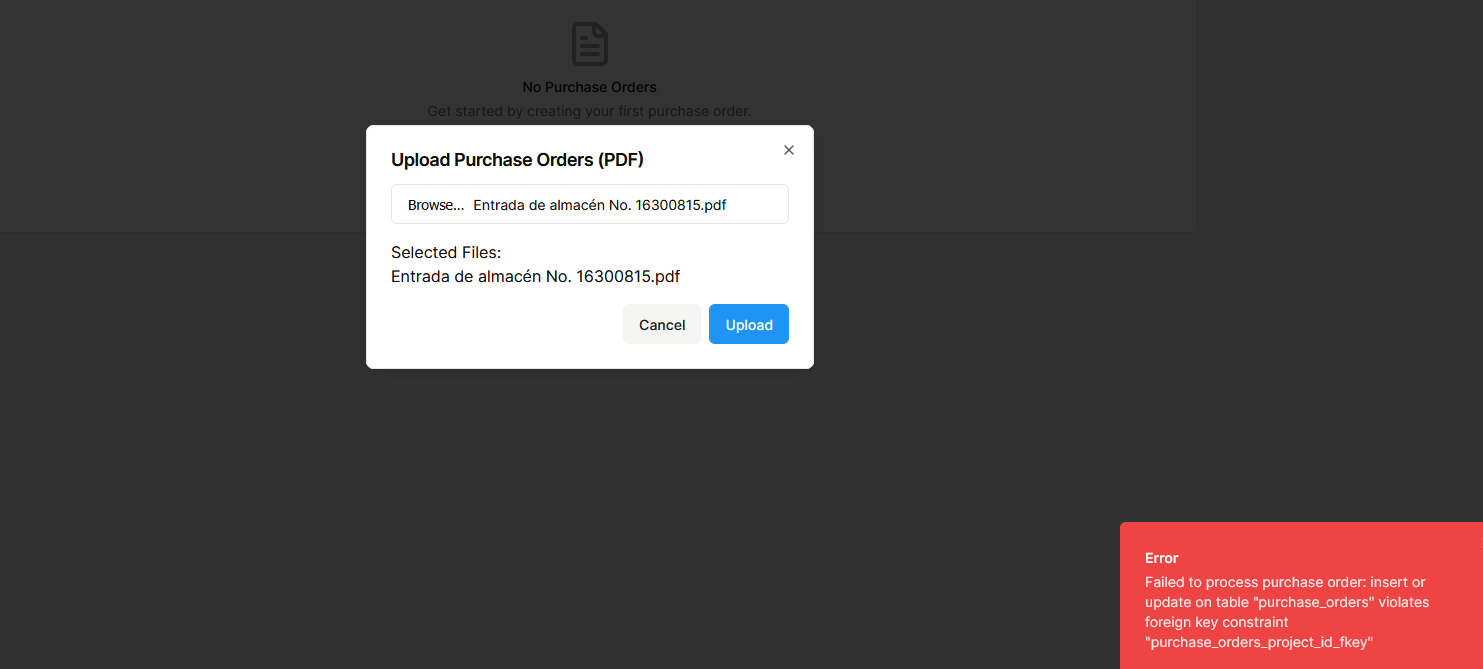 No Purchase Orders
Get started by creating your first purchase order.
Upload Purchase Orders (PDF)
Browse... Entrada de almacén No. 16300815.pdf
Selected Files:
Entrada de almacén No. 16300815.pdf
Cancel Upload
Error
Failed to process purchase order: insert or
update on table "purchase_orders" violates
foreign key constraint
"purchase_orders_project_id_fkey"